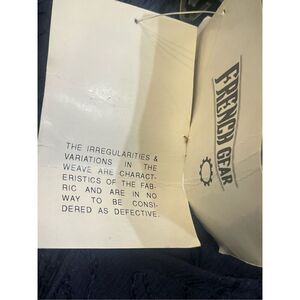 THE IRREGULARITIES &
VARIATIONS IN THE
WEAVE ARE CHARACT-
ERISTICS OF THE FAB-
RIC AND ARE IN NO
WAY TO BE CONSI-
DERED AS DEFECTIVE.
FRENCH GEAR